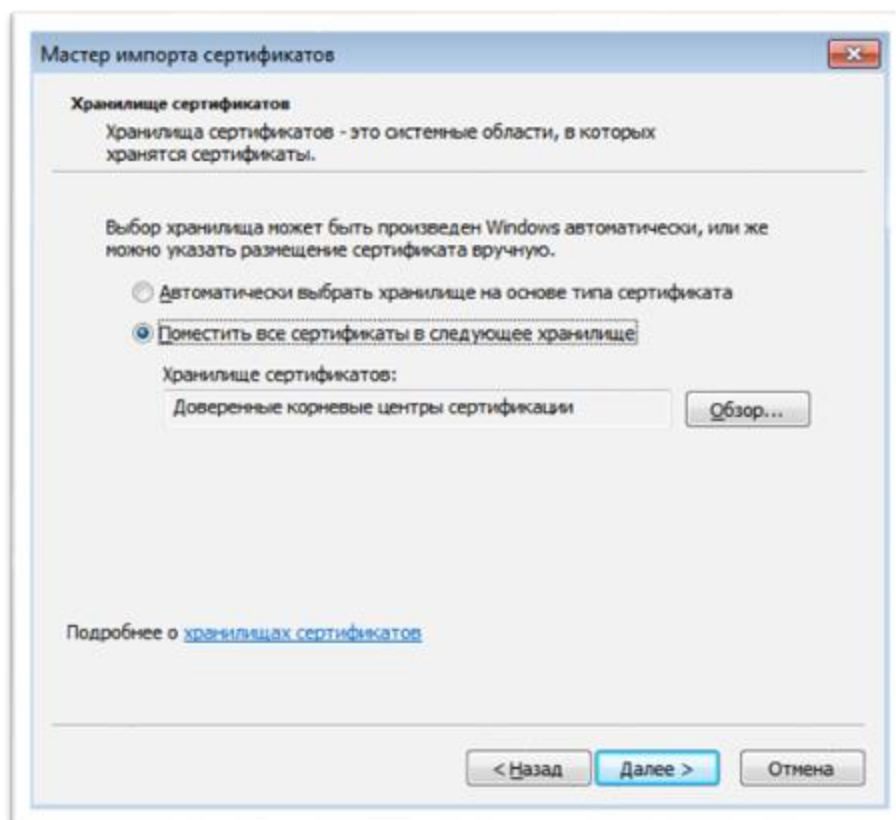 Мастер импорта сертификатов
Хранилище сертификатов
Хранилища сертификатов - это системные области, в которых
хранятся сертификаты.
Выбор хранилища может быть произведен Windows автоматически, или же
можно указать размещение сертификата вручную.
Автоматически выбрать хранилище на основе типа сертификата
Поместить все сертификаты в следующее хранилище
Хранилище сертификатов:
Доверенные корневые центры сертификации
Обзор...
Подробнее о хранилищах сертификатов
< Назад
Далее >
Отмена